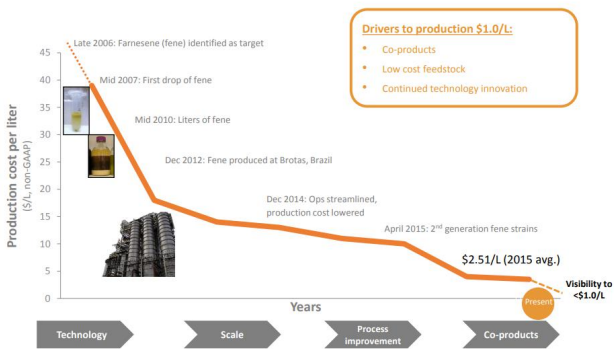 Late 2006: Farnesene (fene) identified as target
Drivers to production $1.0/L:
• Co-products
• Low cost feedstock
• Continued technology innovation
Mid 2007: First drop of fene
Mid 2010: Liters of fene
Dec 2012: Fene produced at Brotas, Brazil
Dec 2014: Ops streamlined,
production cost lowered
April 2015: 2nd generation fene strains
$2.51/L (2015 avg.)
Visibility to
<$1.0/L
Present
Production cost per liter
($/L, non-GAAP)
45
40
35
30
25
20
15
10
5
0
Years
Technology
Scale
Process
improvement
Co-products